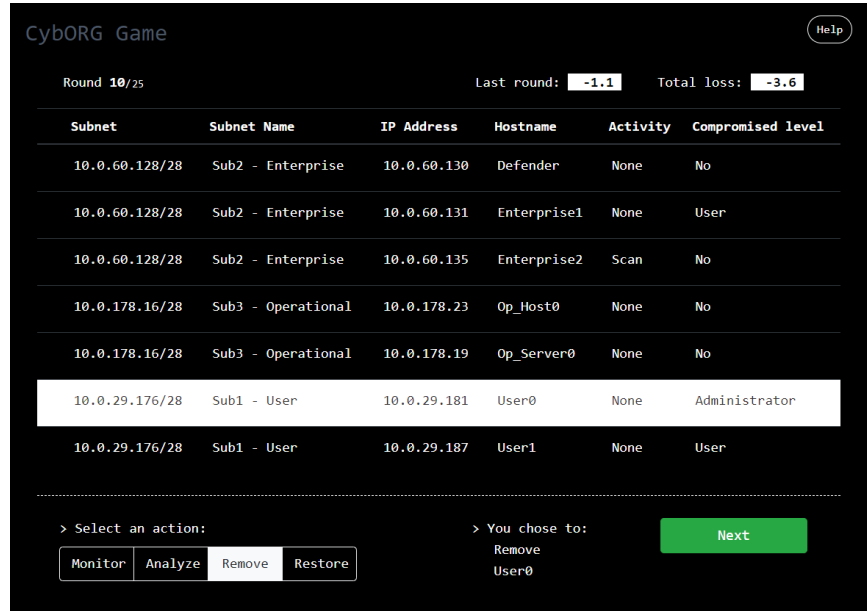 CybORG Game
Help
Round 10/25 Last round: -1.1 Total loss: -3.6
Subnet Subnet Name IP Address Hostname Activity Compromised level
10.0.60.128/28 Sub2 - Enterprise 10.0.60.130 Defender None No
10.0.60.128/28 Sub2 - Enterprise 10.0.60.131 Enterprise1 None User
10.0.60.128/28 Sub2 - Enterprise 10.0.60.135 Enterprise2 Scan No
10.0.178.16/28 Sub3 - Operational 10.0.178.23 Op_Host0 None No
10.0.178.16/28 Sub3 - Operational 10.0.178.19 Op_Server0 None No
10.0.29.176/28 Sub1 - User 10.0.29.181 User0 None Administrator
10.0.29.176/28 Sub1 - User 10.0.29.187 User1 None User
> Select an action:
Monitor Analyze Remove Restore
> You chose to:
Remove
User0
Next